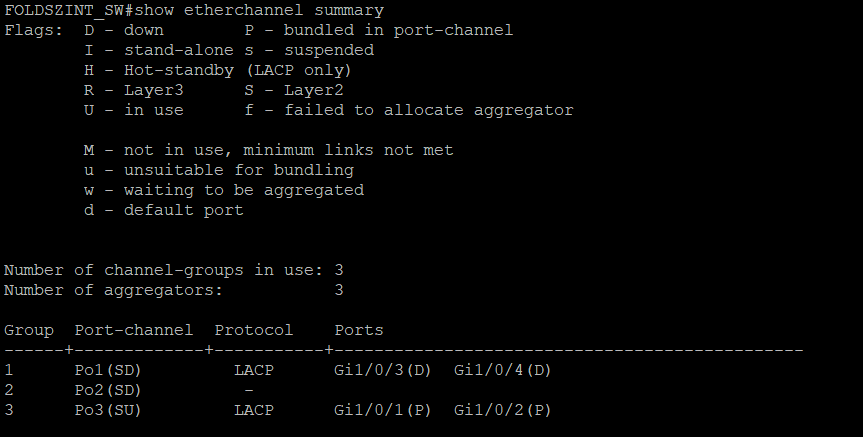 FOLDSZINT_SW#show etherchannel summary
Flags:  D - down        P - bundled in port-channel
        I - stand-alone s - suspended
        H - Hot-standby (LACP only)
        R - Layer3      S - Layer2
        U - in use      f - failed to allocate aggregator

        M - not in use, minimum links not met
        u - unsuitable for bundling
        w - waiting to be aggregated
        d - default port


Number of channel-groups in use: 3
Number of aggregators:           3

Group  Port-channel  Protocol    Ports
------+-------------+-----------+-----------------------------------------------
1      Po1(SD)         LACP      Gi1/0/3(D)  Gi1/0/4(D)
2      Po2(SD)          -
3      Po3(SU)         LACP      Gi1/0/1(P)  Gi1/0/2(P)